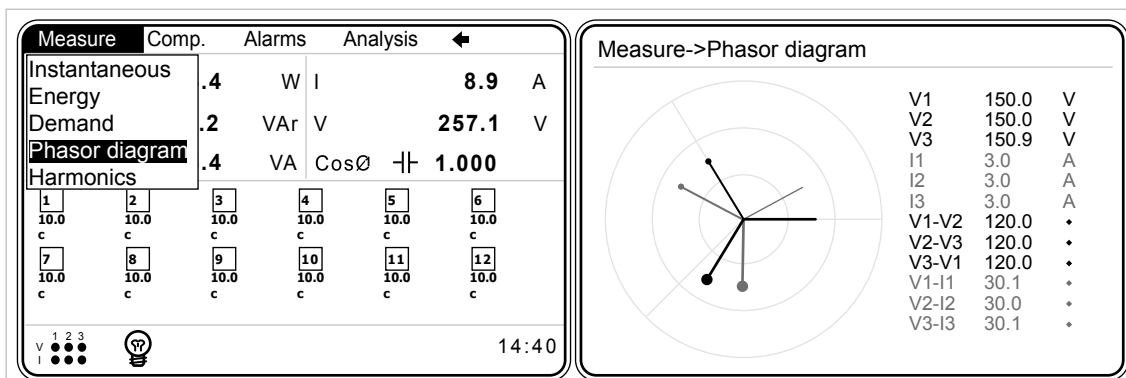 Measure Comp. Alarms Analysis
Instantaneous
Energy
Demand
Phasor diagram
Harmonics
.4 W I 8.9 A
.2 VAr V 257.1 V
.4 VA CosØ 1.000
1 2 3 4 5 6
10.0 10.0 10.0 10.0 10.0 10.0
c c c c c c
7 8 9 10 11 12
10.0 10.0 10.0 10.0 10.0 10.0
c c c c c c
1 2 3
V
I
14:40
Measure->Phasor diagram
V1 150.0 V
V2 150.0 V
V3 150.9 V
I1 3.0 A
I2 3.0 A
I3 3.0 A
V1-V2 120.0
V2-V3 120.0
V3-V1 120.0
V1-I1 30.1
V2-I2 30.0
V3-I3 30.1